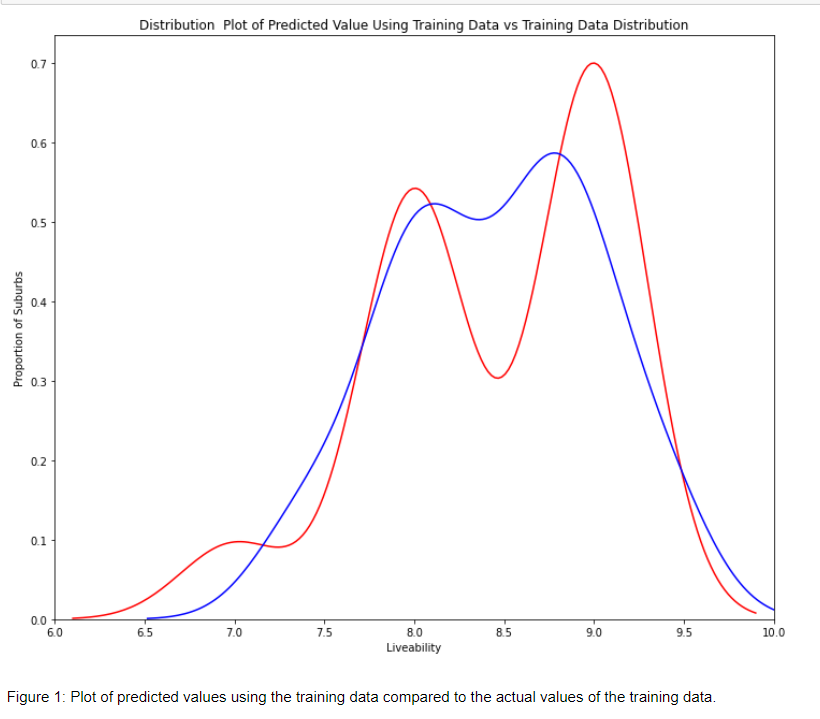 Distribution  Plot of Predicted Value Using Training Data vs Training Data Distribution
0.7
0.6
0.5
0.4
0.3
0.2
0.1
0.0
Proportion of Suburbs
6.0 6.5 7.0 7.5 8.0 8.5 9.0 9.5 10.0
Liveability
Figure 1: Plot of predicted values using the training data compared to the actual values of the training data.